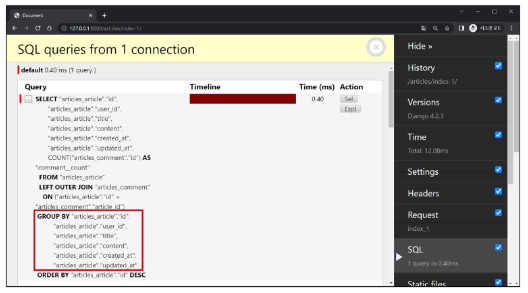 Document
127.0.0.1:8000/articles/index-1/
SQL queries from 1 connection
Hide »
default 0.40 ms (1 query )
History
/articles/index-1/
Query Timeline Time (ms) Action
SELECT "articles_article"."id", 0.40 Sel
"articles_article"."user_id", Expl
"articles_article"."title",
"articles_article"."content",
"articles_article"."created_at",
"articles_article"."updated_at",
COUNT("articles_comment"."id") AS
"comment__count"
FROM "articles_article"
LEFT OUTER JOIN "articles_comment"
ON ("articles_article"."id" =
"articles_comment"."article_id")
GROUP BY "articles_article"."id",
"articles_article"."user_id",
"articles_article"."title",
"articles_article"."content",
"articles_article"."created_at",
"articles_article"."updated_at"
ORDER BY "articles_article"."id" DESC
Versions
Django 4.2.3
Time
Total: 12.08ms
Settings
Headers
Request
index_1
SQL
1 query in 0.40ms
Static files